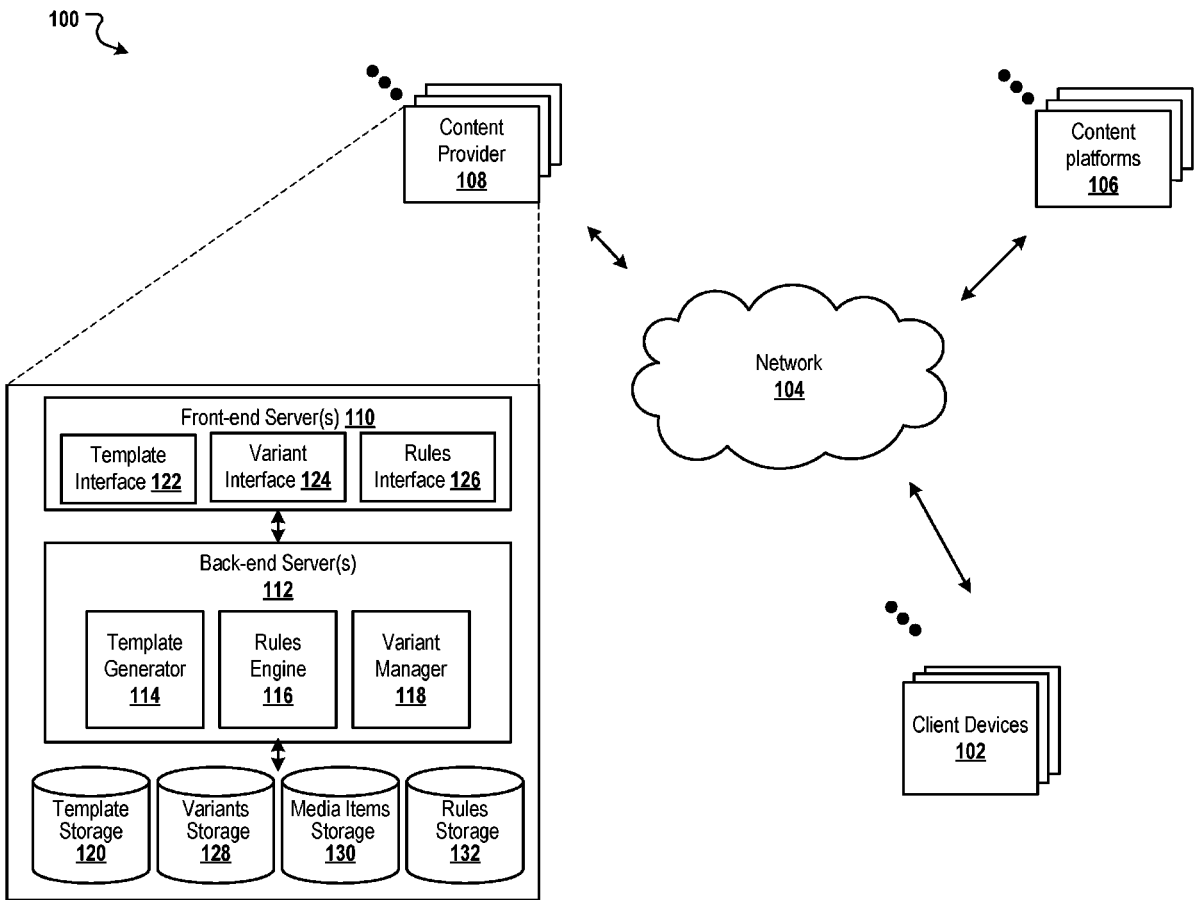 100
Content
Provider
108
Content
platforms
106
Network
104
Front-end Server(s) 110
Template
Interface 122
Variant
Interface 124
Rules
Interface 126
Back-end Server(s)
112
Template
Generator
114
Rules
Engine
116
Variant
Manager
118
Client Devices
102
Template
Storage
120
Variants
Storage
128
Media Items
Storage
130
Rules
Storage
132